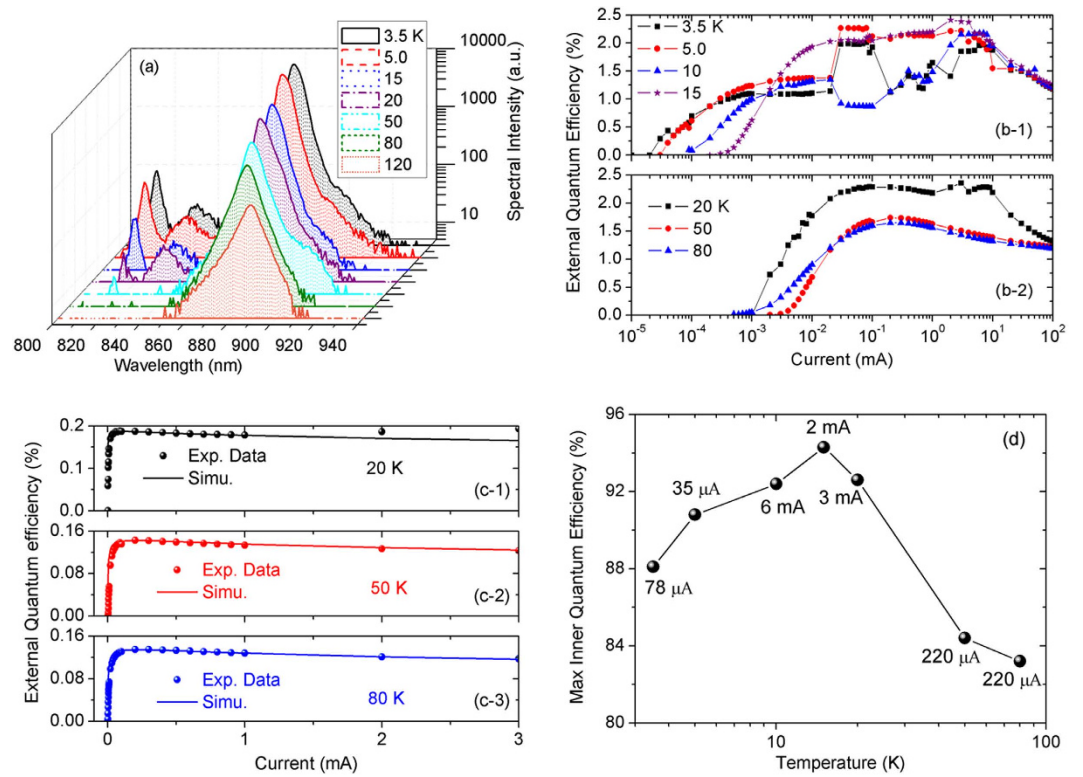 (a)
3.5 K
5.0
15
20
50
80
120
10000
1000
100
10
Spectral Intensity (a.u.)
800 820 840 860 880 900 920 940
Wavelength (nm)
External Quantum Efficiency (%)
2.5
2.0
1.5
1.0
0.5
0.0
3.5 K
5.0
10
15
(b-1)
External Quantum Efficiency (%)
2.5
2.0
1.5
1.0
0.5
0.0
20 K
50
80
(b-2)
10⁻⁵ 10⁻⁴ 10⁻³ 10⁻² 10⁻¹ 10⁰ 10¹ 10²
Current (mA)
External Quantum efficiency (%)
0.2
0.1
0.0
Exp. Data
Simu.
20 K
(c-1)
0.16
0.08
0.00
Exp. Data
Simu.
50 K
(c-2)
0.16
0.08
0.00
Exp. Data
Simu.
80 K
(c-3)
0 1 2 3
Current (mA)
Max Inner Quantum Efficiency (%)
96
92
88
84
80
(d)
78 μA
35 μA
6 mA
2 mA
3 mA
220 μA
220 μA
10 100
Temperature (K)